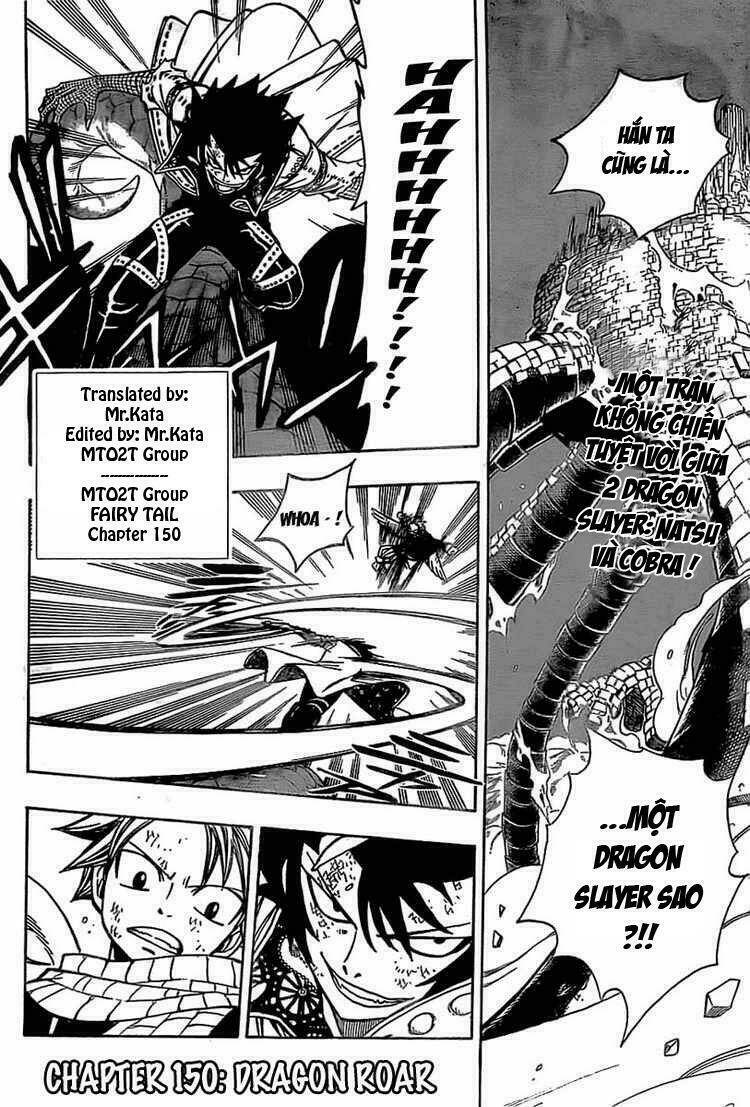 HẮN TA
CŨNG LÀ...
MỘT TRẬN
KHÔNG CHIẾN
TUYỆT VỜI GIỮA
2 DRAGON
SLAYER: NATSU
VÀ COBRA !
....MỘT
DRAGON
SLAYER SAO
?!!
HAHHHHHHH!!!!
Translated by:
Mr.Kata
Edited by: Mr.Kata
MTO2T Group
----------------
MTO2T Group
FAIRY TAIL
Chapter 150
WHOA - !
CHAPTER 150: DRAGON ROAR